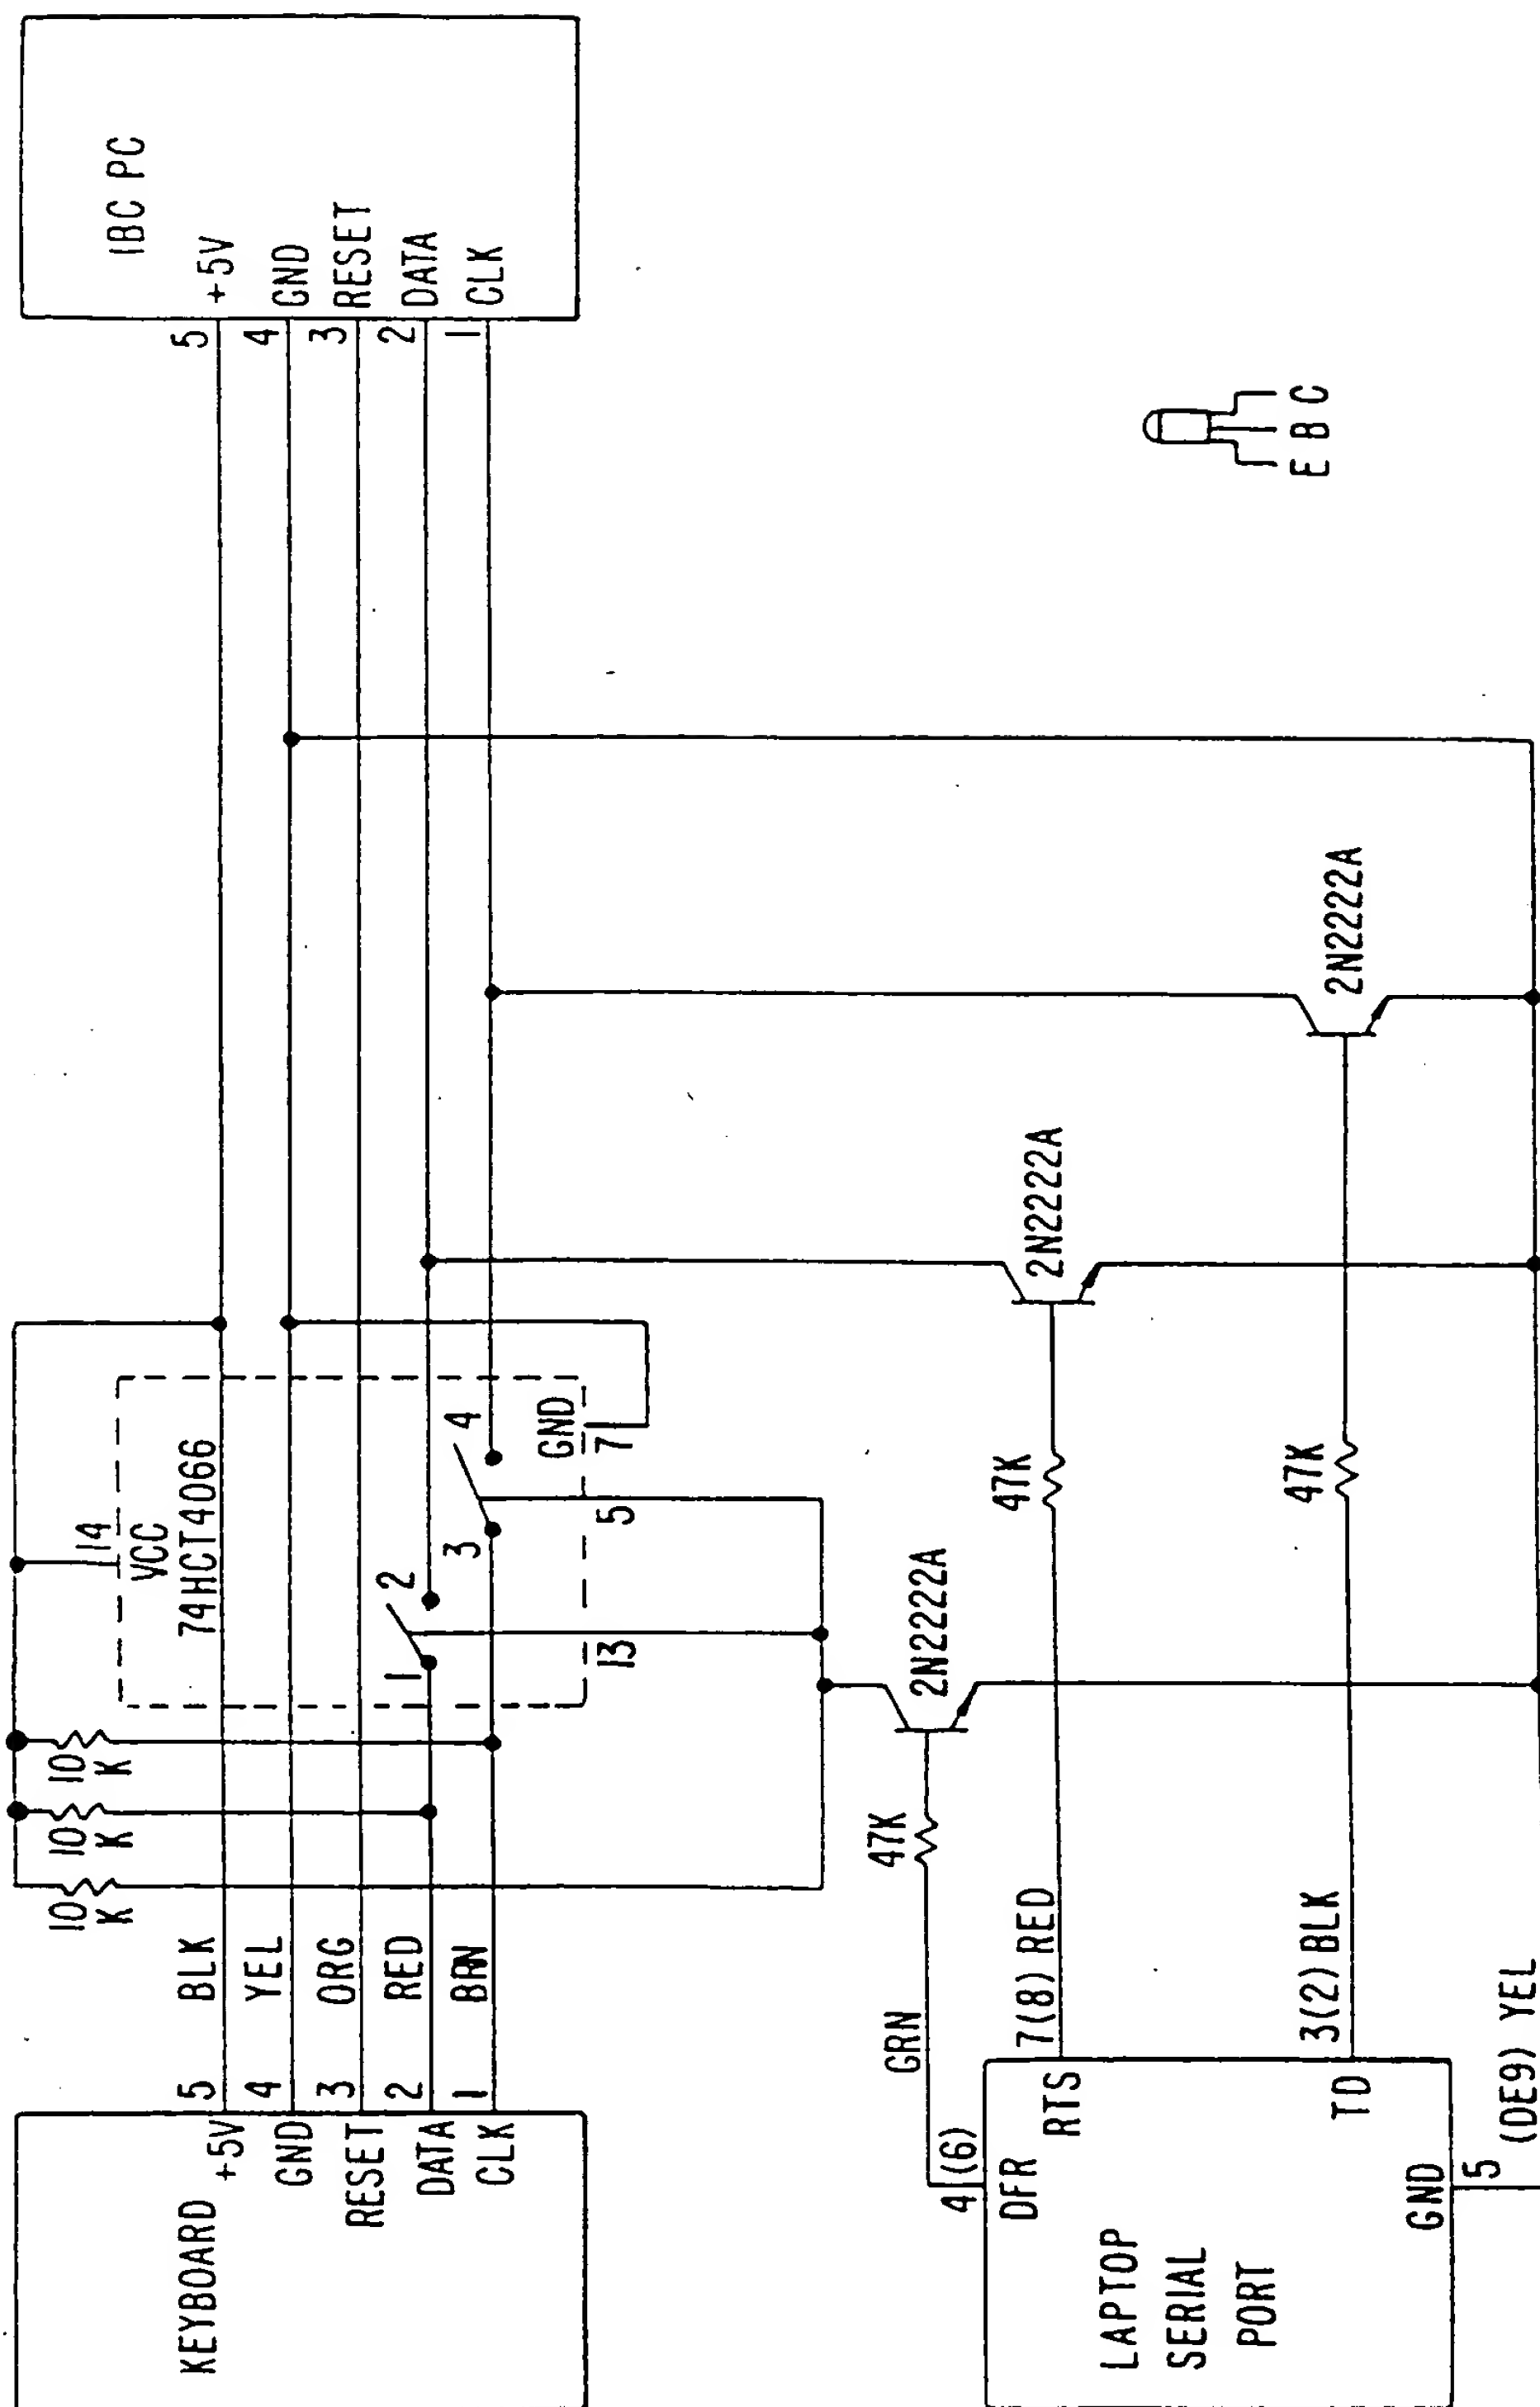 KEYBOARD
+5V
GND
RESET
DATA
CLK
5
4
3
2
1
BLK
YEL
ORG
RED
BRN
10
K
10
K
10
K
14
VCC
74HCT4066
1
2
3
4
GND
13
5
7
IBC PC
+5V
GND
RESET
DATA
CLK
5
4
3
2
1
LAPTOP
SERIAL
PORT
DFR
RTS
TD
GND
4 (6)
GRN
7(8) RED
3(2) BLK
5
(DE9) YEL
47K
2N2222A
47K
2N2222A
47K
2N2222A
E B C